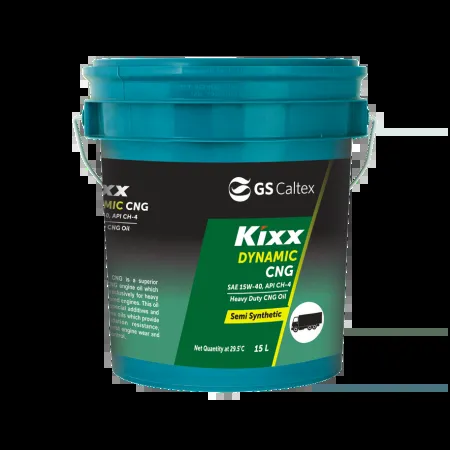 GS Caltex
Kixx
DYNAMIC
CNG
SAE 15W-40, API CH-4
Heavy Duty CNG Oil
Semi Synthetic
Net Quantity at 29.5°C 15 L
xx
MIC CNG
, API CH-4
CNG Oil
CNG is a superior
engine oil which
clusively for heavy
engines. This oil
additives and
oils which provide
resistance,
engine wear and